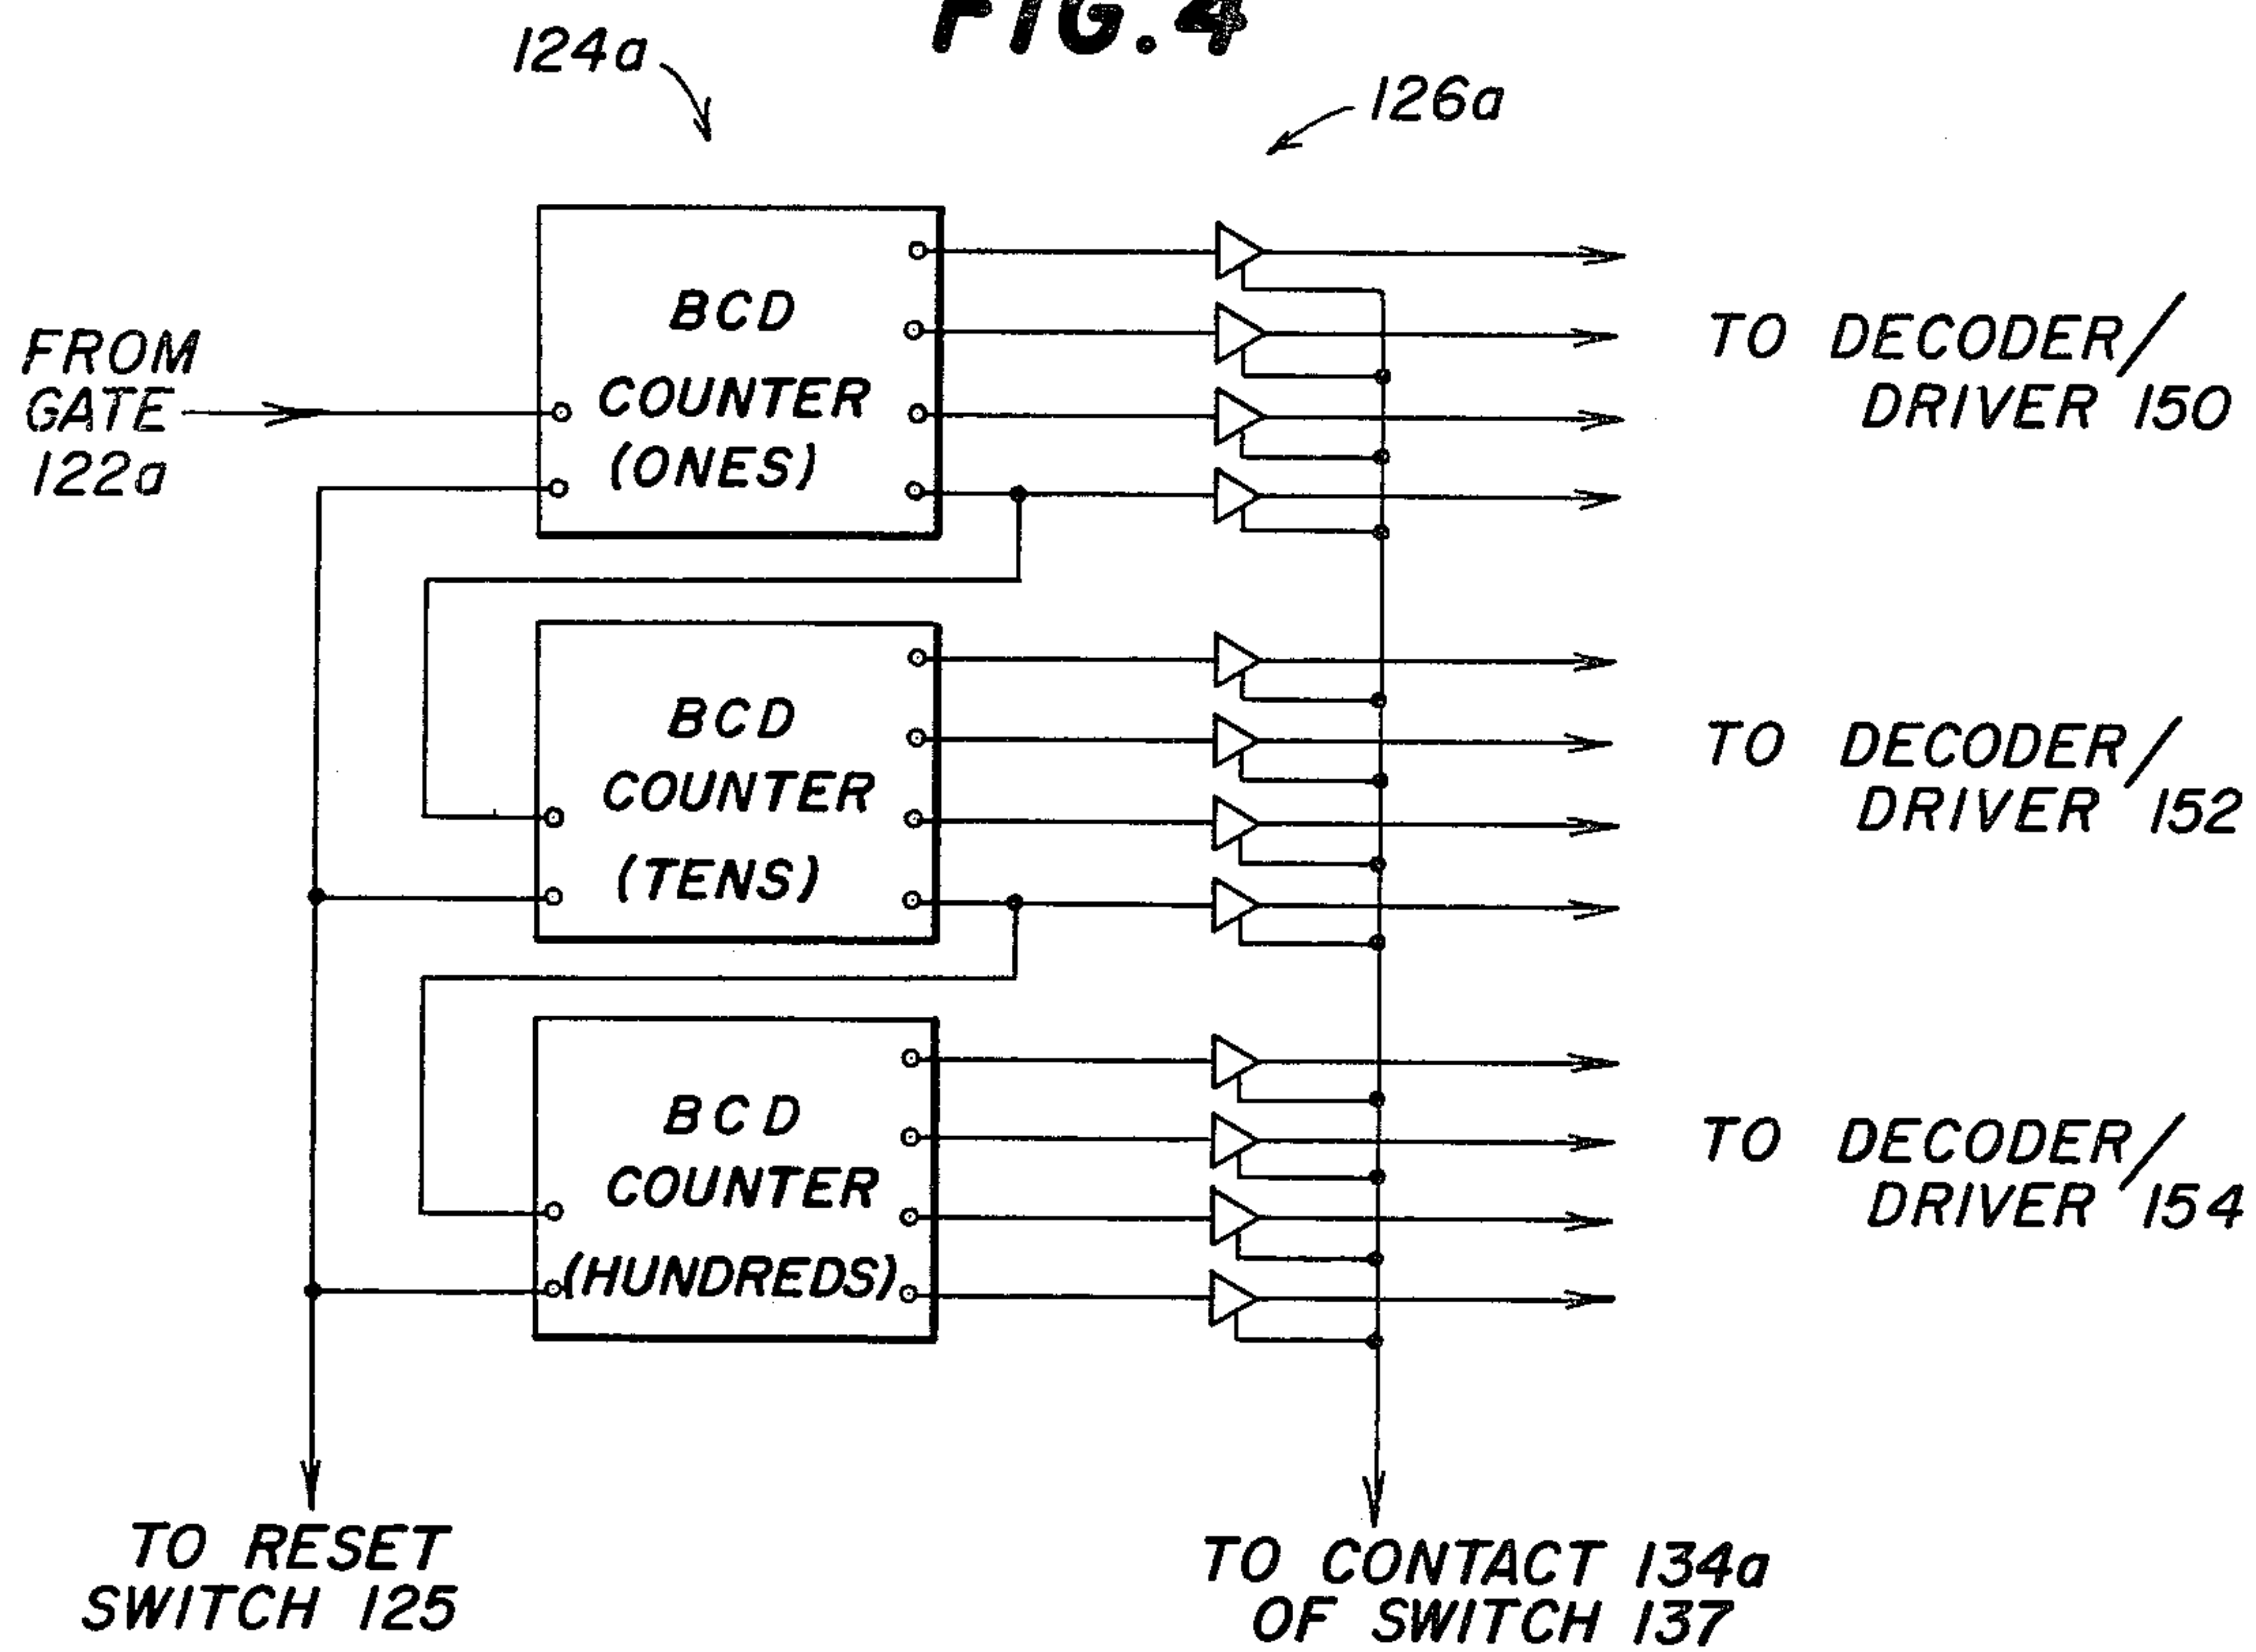 FIG.4
124a
126a
FROM
GATE
122a
BCD
COUNTER
(ONES)
TO DECODER/
DRIVER 150
BCD
COUNTER
(TENS)
TO DECODER/
DRIVER 152
BCD
COUNTER
(HUNDREDS)
TO DECODER/
DRIVER 154
TO RESET
SWITCH 125
TO CONTACT 134a
OF SWITCH 137